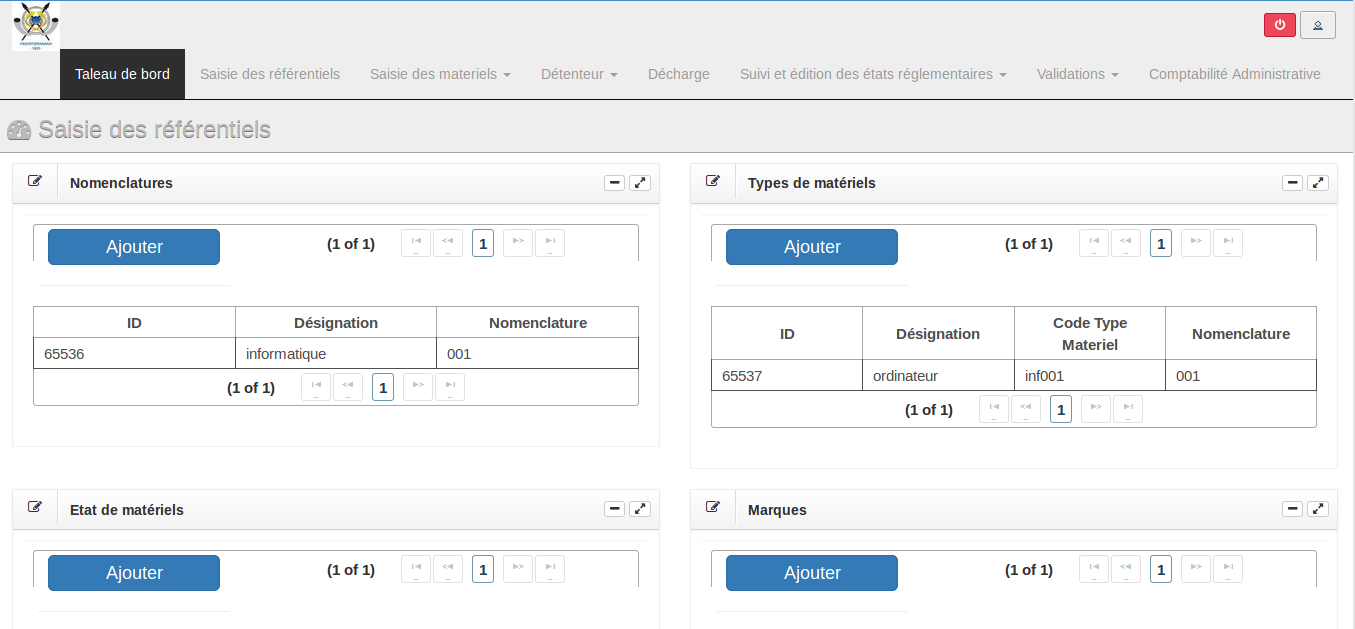 Taleau de bord
Saisie des référentiels
Saisie des materiels
Détenteur
Décharge
Suivi et édition des états réglementaires
Validations
Comptabilité Administrative
Saisie des référentiels
Nomenclatures
Ajouter
(1 of 1)
1
ID Désignation Nomenclature
65536 informatique 001
(1 of 1)
1
Types de matériels
Ajouter
(1 of 1)
1
ID Désignation Code Type Materiel Nomenclature
65537 ordinateur inf001 001
(1 of 1)
1
Etat de matériels
Ajouter
(1 of 1)
1
Marques
Ajouter
(1 of 1)
1